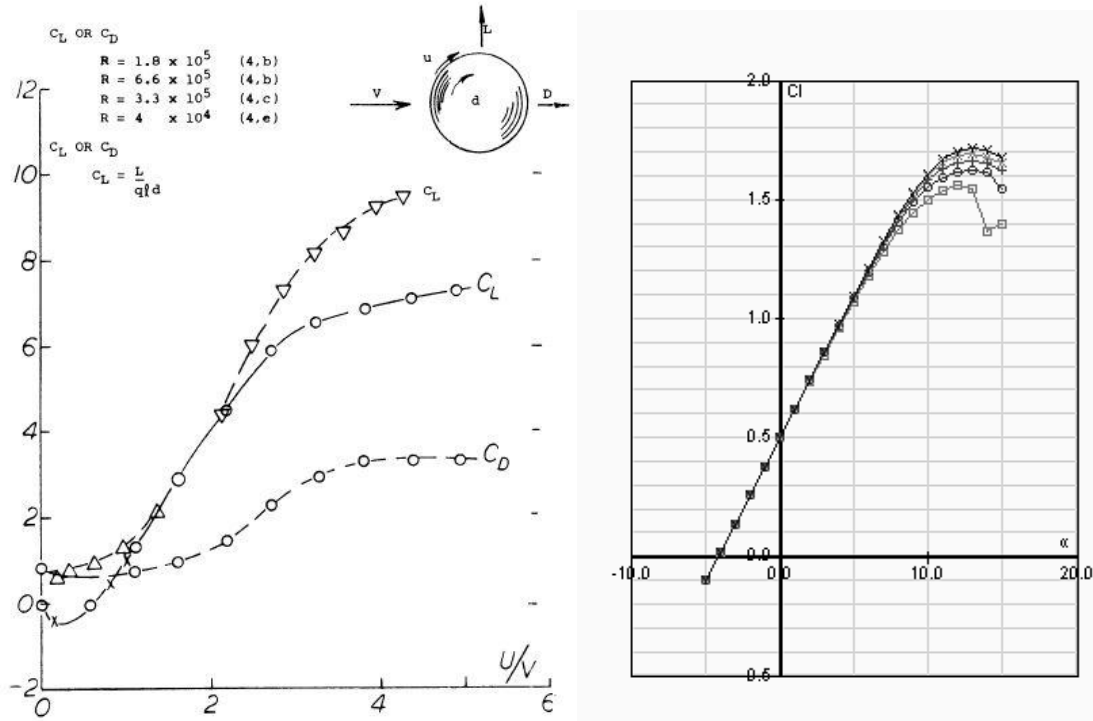 C_L OR C_D
R = 1.8 x 10^5 (4,b)
R = 6.6 x 10^5 (4,b)
R = 3.3 x 10^5 (4,c)
R = 4 x 10^4 (4,e)
C_L OR C_D
C_L = L
qld
L
u
d
V
D
12
10
8
6
4
2
0
-2
C_L
C_L
C_D
U/V
0
2
4
6
2.0
Cl
1.5
1.0
0.5
0.0
α
-10.0
0.0
10.0
20.0
0.5